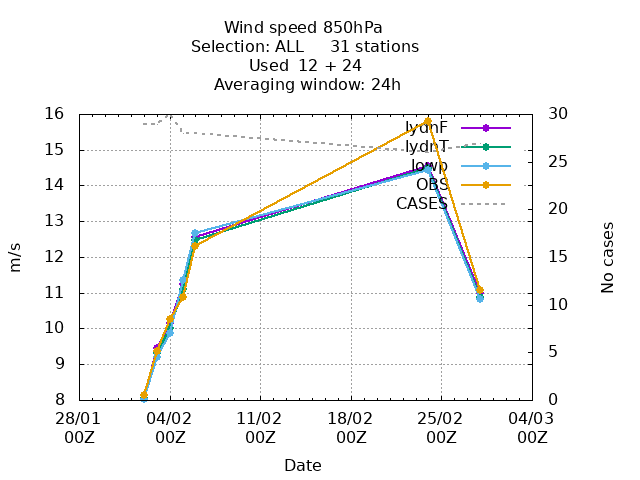 Wind speed 850hPa
Selection: ALL     31 stations
Used  12 + 24
Averaging window: 24h
16
15
14
13
12
11
10
9
8
m/s
30
25
20
15
10
5
0
No cases
lydnF
lydnT
lowp
OBS
CASES
28/01 04/02 11/02 18/02 25/02 04/03
00Z 00Z 00Z 00Z 00Z 00Z
Date